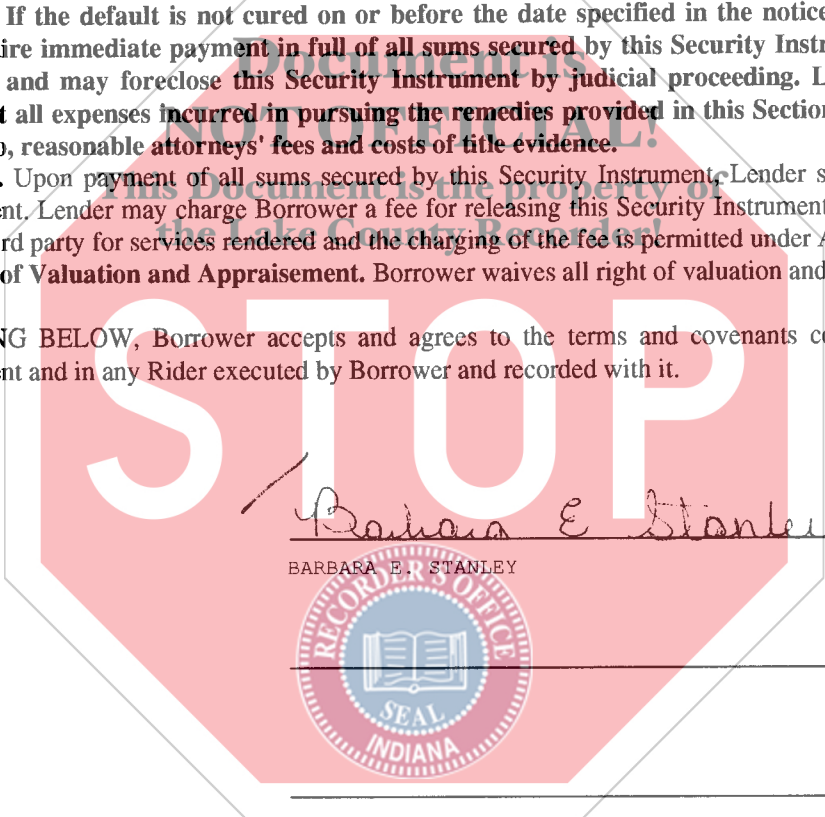 If the default is not cured on or before the date specified in the notice
ire immediate payment in full of all sums secured by this Security Instr
and may foreclose this Security Instrument by judicial proceeding. L
t all expenses incurred in pursuing the remedies provided in this Section
o, reasonable attorneys' fees and costs of title evidence.
. Upon payment of all sums secured by this Security Instrument, Lender s
ent. Lender may charge Borrower a fee for releasing this Security Instrument
rd party for services rendered and the charging of the fee is permitted under A
of Valuation and Appraisement. Borrower waives all right of valuation and
NG BELOW, Borrower accepts and agrees to the terms and covenants co
ent and in any Rider executed by Borrower and recorded with it.
Document is
NOT OFFICIAL!
This Document is the property of
the Lake County Recorder!
STOP
Barbara E Stanley
BARBARA E. STANLEY
RECORDER'S OFFICE
SEAL
INDIANA